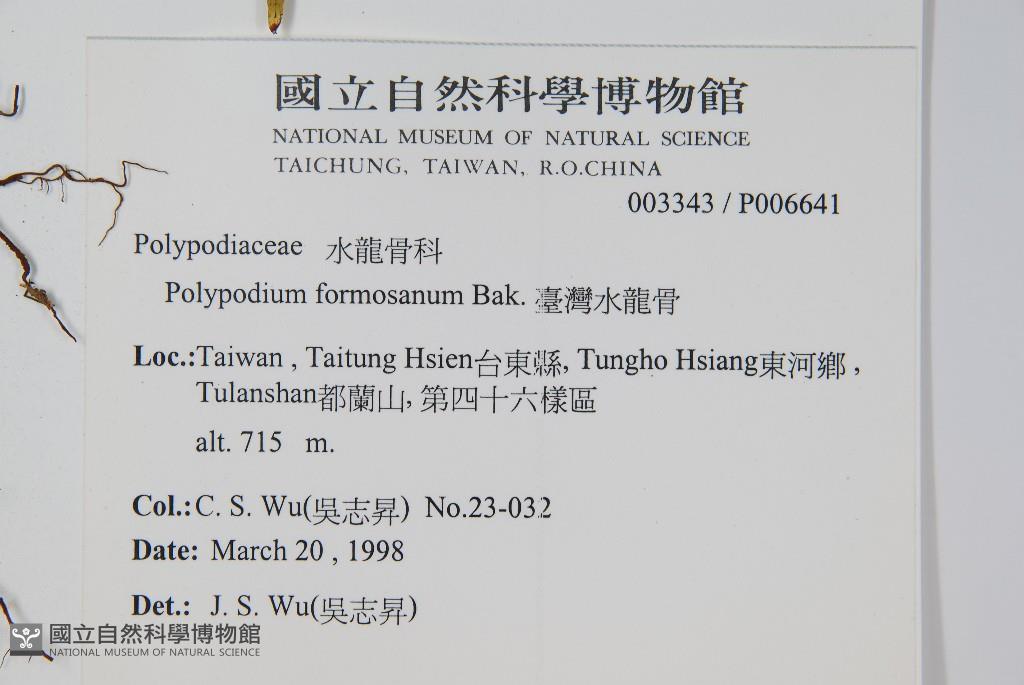 國立自然科學博物館
NATIONAL MUSEUM OF NATURAL SCIENCE
TAICHUNG, TAIWAN, R.O.CHINA
003343 / P006641
Polypodiaceae 水龍骨科
Polypodium formosanum Bak. 臺灣水龍骨
Loc.:Taiwan , Taitung Hsien台東縣, Tungho Hsiang東河鄉 ,
Tulanshan都蘭山, 第四十六樣區
alt. 715 m.
Col.:C. S. Wu(吳志昇) No.23-032
Date: March 20 , 1998
Det.: J. S. Wu(吳志昇)
國立自然科學博物館
NATIONAL MUSEUM OF NATURAL SCIENCE